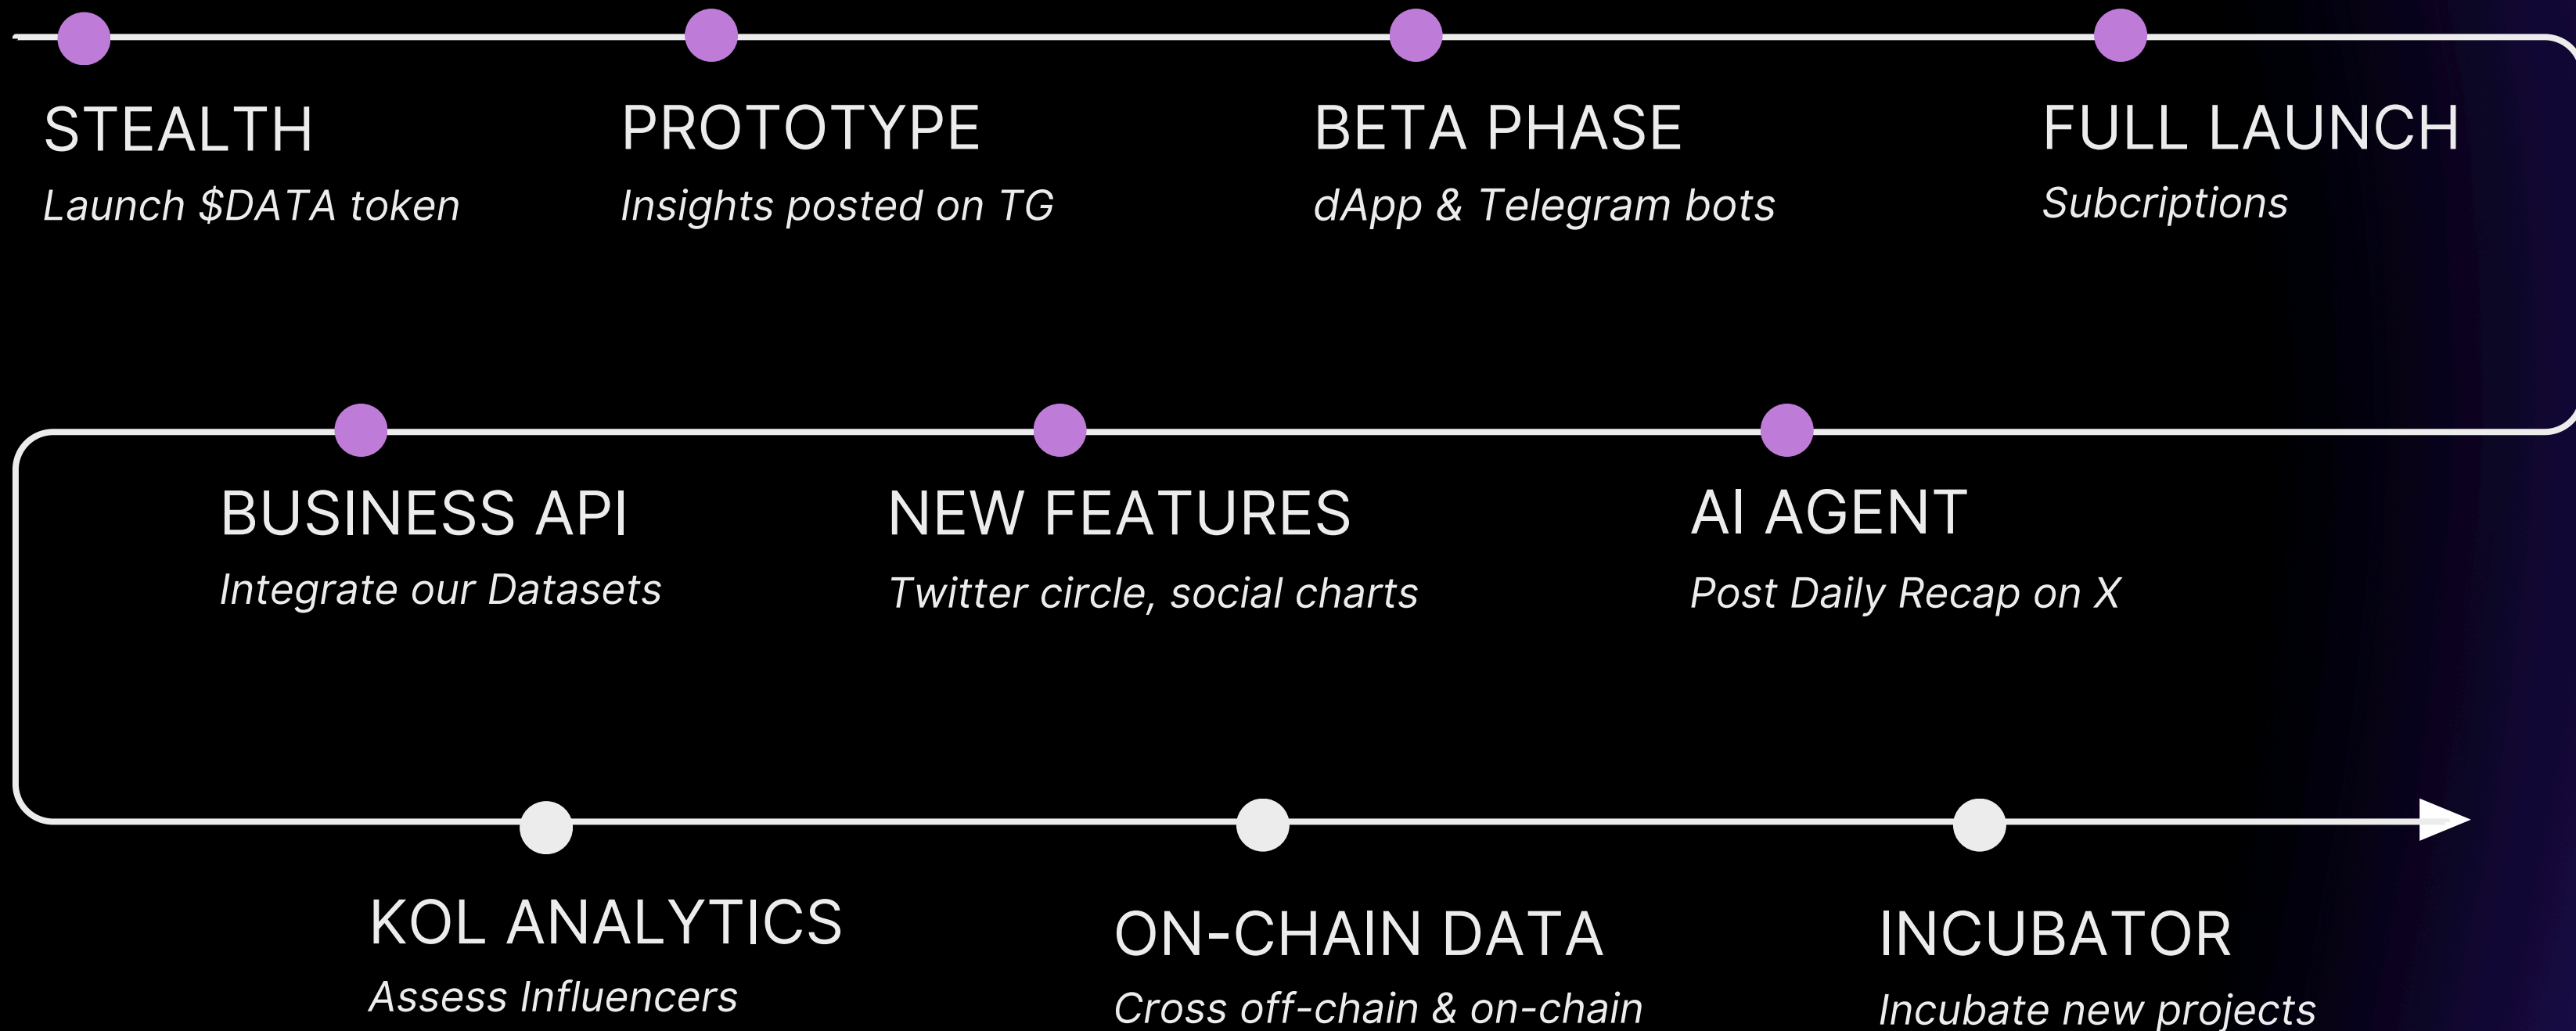 STEALTH
Launch $DATA token
PROTOTYPE
Insights posted on TG
BETA PHASE
dApp & Telegram bots
FULL LAUNCH
Subcriptions
BUSINESS API
Integrate our Datasets
NEW FEATURES
Twitter circle, social charts
AI AGENT
Post Daily Recap on X
KOL ANALYTICS
Assess Influencers
ON-CHAIN DATA
Cross off-chain & on-chain
INCUBATOR
Incubate new projects